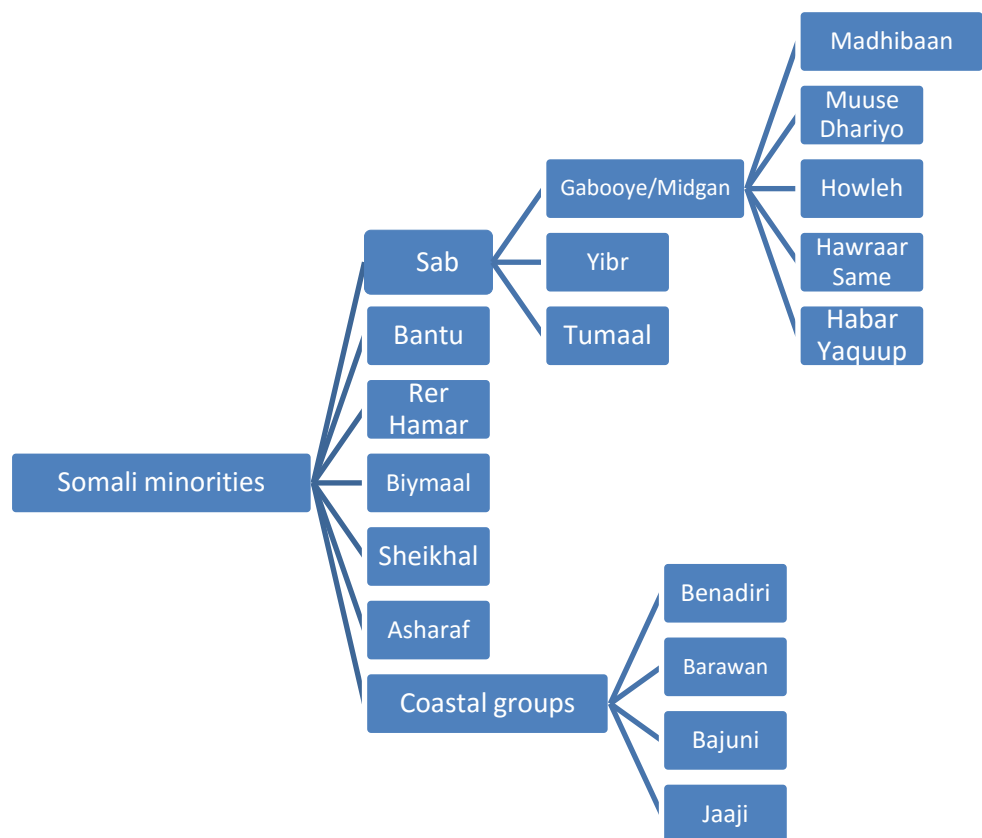 Somali minorities
Sab
Gabooye/Midgan
Madhibaan
Muuse
Dhariyo
Howleh
Hawraar
Same
Habar
Yaquup
Yibr
Tumaal
Bantu
Rer
Hamar
Biymaal
Sheikhal
Asharaf
Coastal groups
Benadiri
Barawan
Bajuni
Jaaji